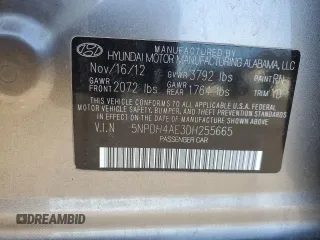 MANUFACTURED BY
HYUNDAI MOTOR MANUFACTURING ALABAMA, LLC
Nov/16/12 GVWR 3792 lbs PAINT RN
GAWR FRONT 2072 lbs GAWR REAR 1764 lbs TRIM YD
THIS VEHICLE CONFORMS TO ALL APPLICABLE FEDERAL MOTOR VEHICLE
SAFETY, BUMPER, AND THEFT PREVENTION STANDARDS IN EFFECT ON
THE DATE OF MANUFACTURE SHOWN ABOVE.
V.I.N 5NPDH4AE3DH255665
PASSENGER CAR
DREAMBID